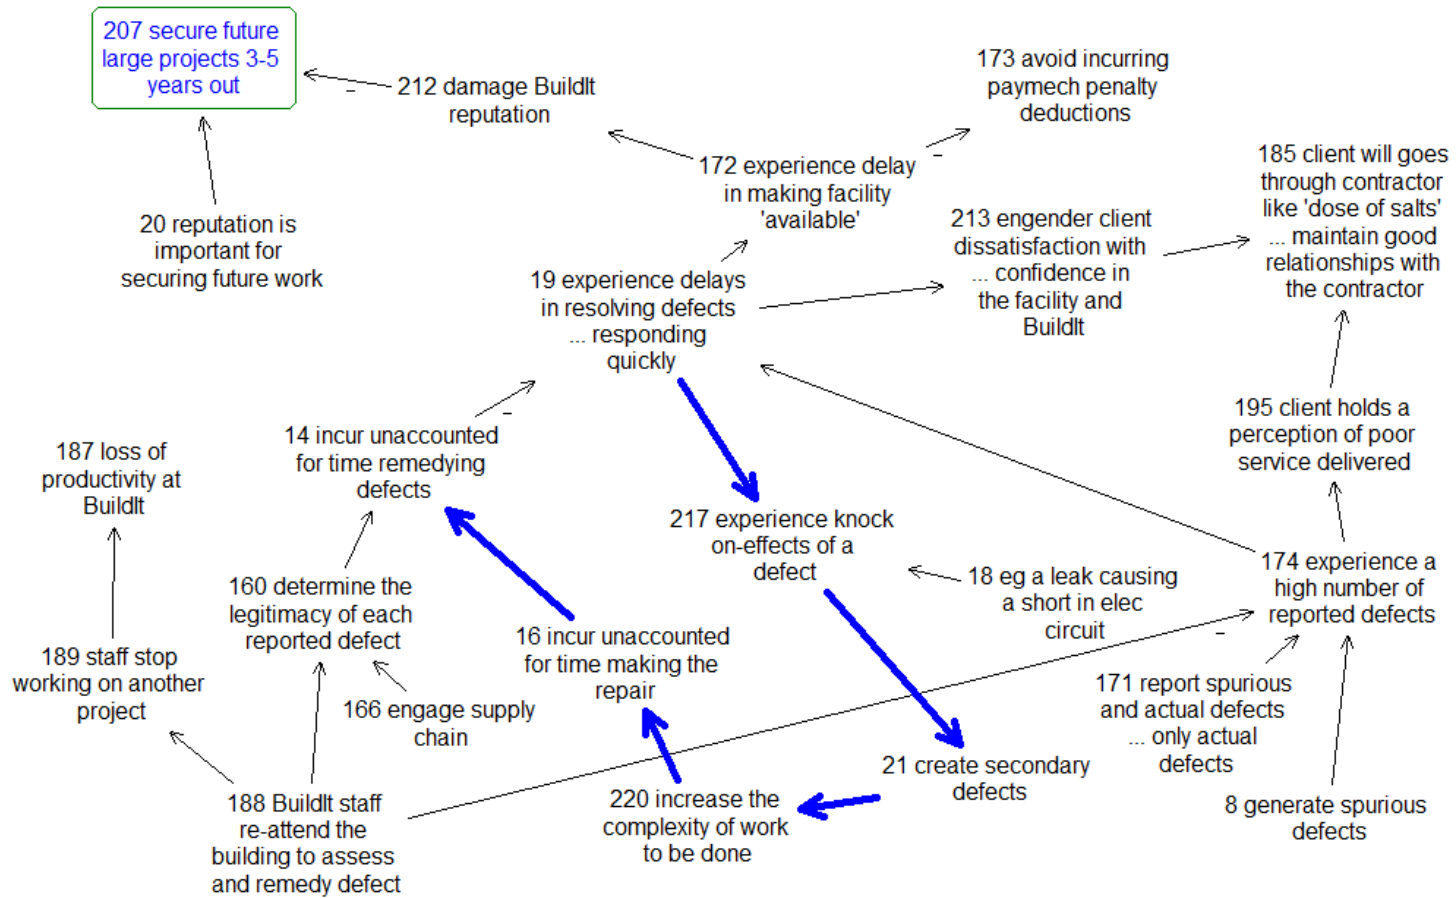 207 secure future
large projects 3-5
years out
212 damage BuildIt
reputation
173 avoid incurring
paymech penalty
deductions
172 experience delay
in making facility
'available'
185 client will goes
through contractor
like 'dose of salts'
... maintain good
relationships with
the contractor
20 reputation is
important for
securing future work
213 engender client
dissatisfaction with
... confidence in
the facility and
BuildIt
19 experience delays
in resolving defects
... responding
quickly
195 client holds a
perception of poor
service delivered
14 incur unaccounted
for time remedying
defects
187 loss of
productivity at
BuildIt
217 experience knock
on-effects of a
defect
174 experience a
high number of
reported defects
18 eg a leak causing
a short in elec
circuit
160 determine the
legitimacy of each
reported defect
16 incur unaccounted
for time making the
repair
189 staff stop
working on another
project
166 engage supply
chain
171 report spurious
and actual defects
... only actual
defects
21 create secondary
defects
220 increase the
complexity of work
to be done
188 BuildIt staff
re-attend the
building to assess
and remedy defect
8 generate spurious
defects